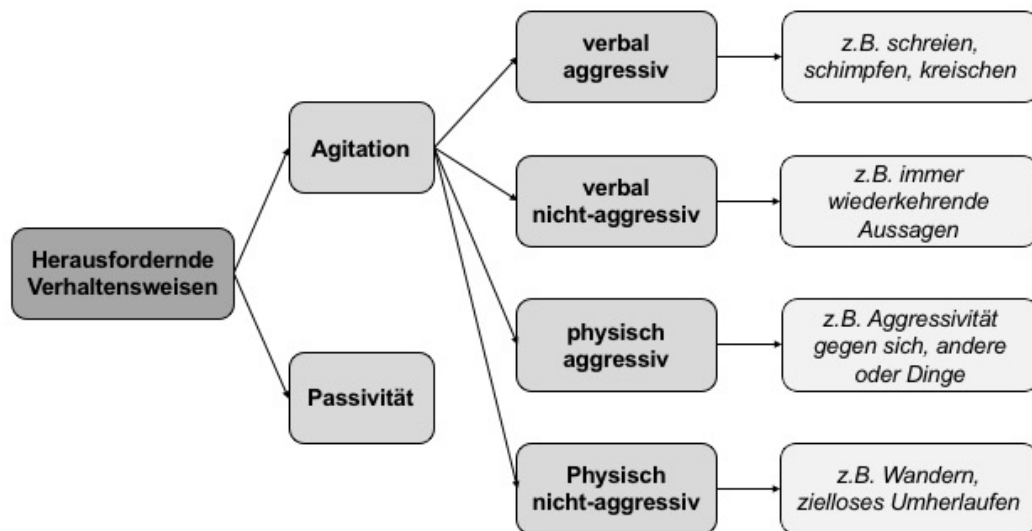 verbal
aggressiv
z.B. schreien,
schimpfen, kreischen
Agitation
verbal
nicht-aggressiv
z.B. immer
wiederkehrende
Aussagen
Herausfordernde
Verhaltensweisen
physisch
aggressiv
z.B. Aggressivität
gegen sich, andere
oder Dinge
Passivität
Physisch
nicht-aggressiv
z.B. Wandern,
zielloses Umherlaufen